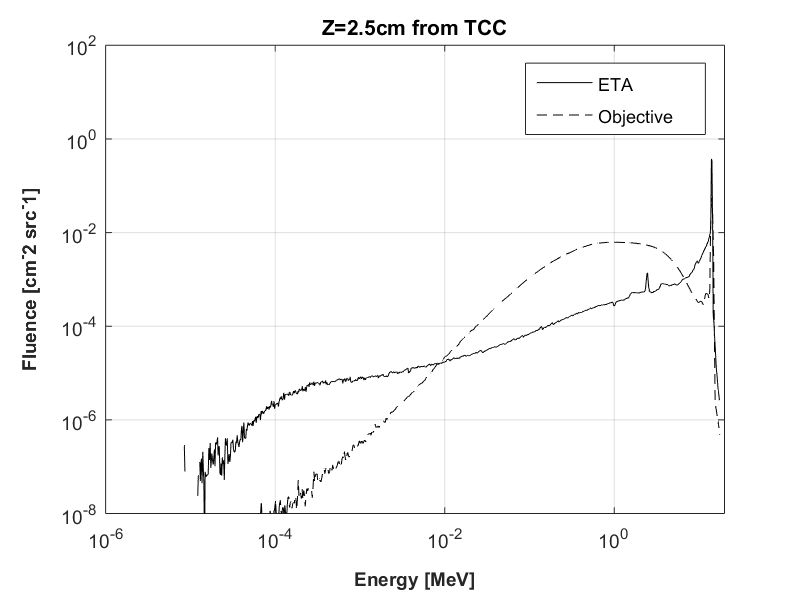 Z=2.5cm from TCC
ETA
Objective
10^2
10^0
10^-2
10^-4
10^-6
10^-8
Fluence [cm^-2 src^-1]
10^-6
10^-4
10^-2
10^0
Energy [MeV]